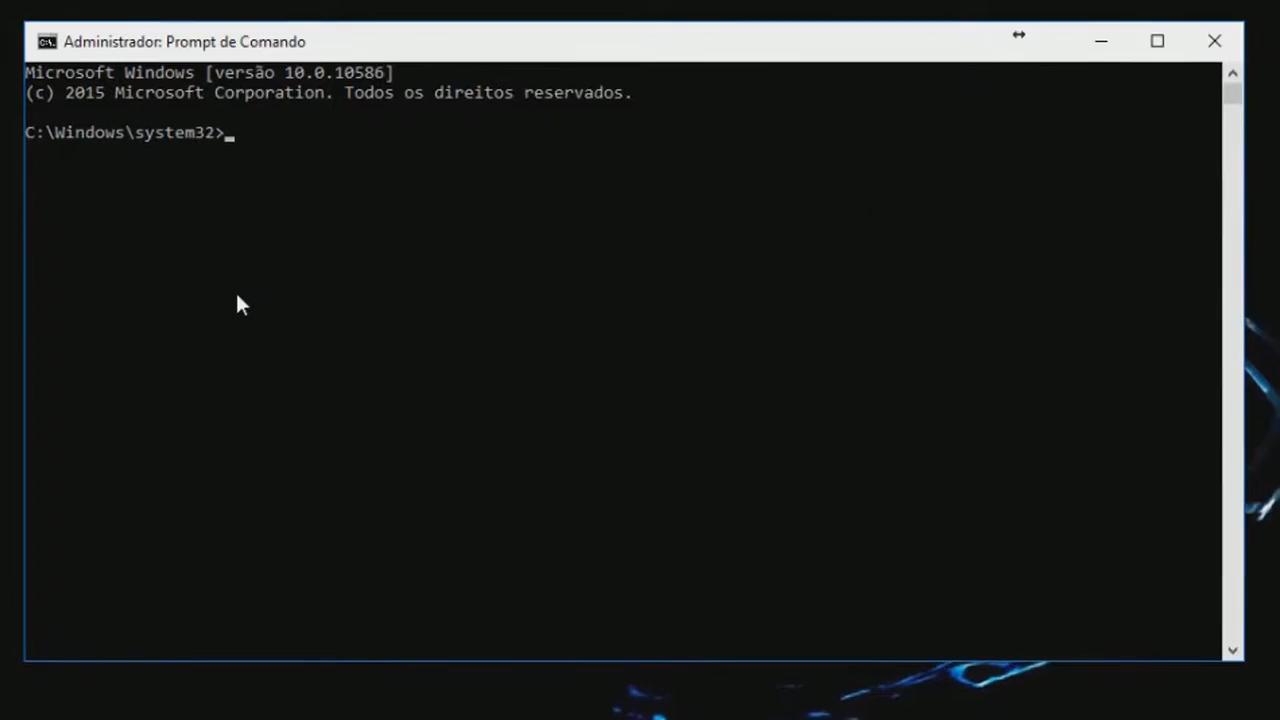 Administrador: Prompt de Comando
Microsoft Windows [versão 10.0.10586]
(c) 2015 Microsoft Corporation. Todos os direitos reservados.
C:\Windows\system32>_